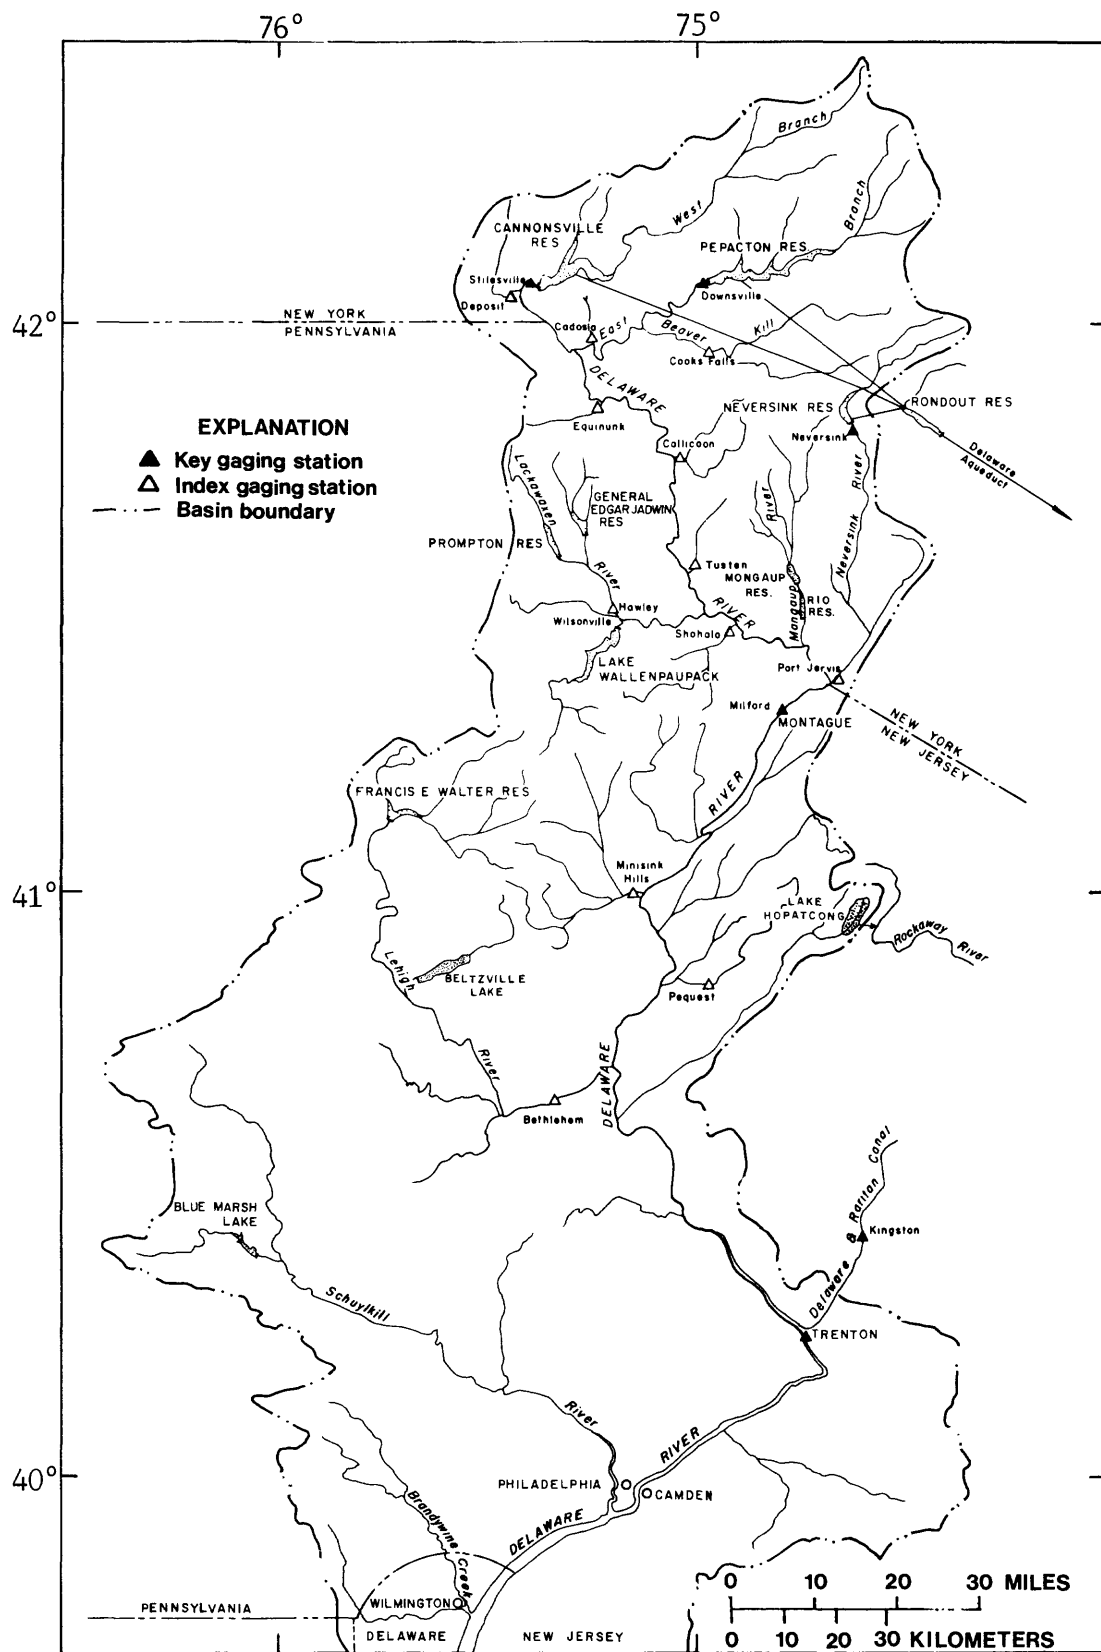 76°
75°
Branch
West
Branch
CANNONSVILLE
RES
PEPACTON RES
Stilesville
Deposit
Downsville
42°
NEW YORK
PENNSYLVANIA
Cadosia
East
Beaver
Kill
Cooks Falls
DELAWARE
NEVERSINK RES
RONDOUT RES
Equinunk
Neversink
EXPLANATION
Key gaging station
Index gaging station
Basin boundary
Callicoon
Delaware
Aqueduct
Lackawaxen
River
GENERAL
EDGAR JADWIN
RES
River
Neversink
River
PROMPTON RES
Tusten
MONGAUP
RES.
Mongaup
RIO
RES.
RIVER
Hawley
Wilsonville
Shohola
LAKE
WALLENPAUPACK
Port Jervis
Milford
MONTAGUE
NEW YORK
NEW JERSEY
RIVER
FRANCIS E WALTER RES
Minisink
Hills
41°
LAKE
HOPATCONG
Rockaway
River
Lehigh
BELTZVILLE
LAKE
Pequest
River
DELAWARE
Bethlehem
Delaware & Raritan Canal
BLUE MARSH
LAKE
Kingston
Schuylkill
TRENTON
River
RIVER
40°
PHILADELPHIA
CAMDEN
Brandywine Creek
DELAWARE
WILMINGTON
PENNSYLVANIA
DELAWARE
NEW JERSEY
0 10 20 30 MILES
0 10 20 30 KILOMETERS